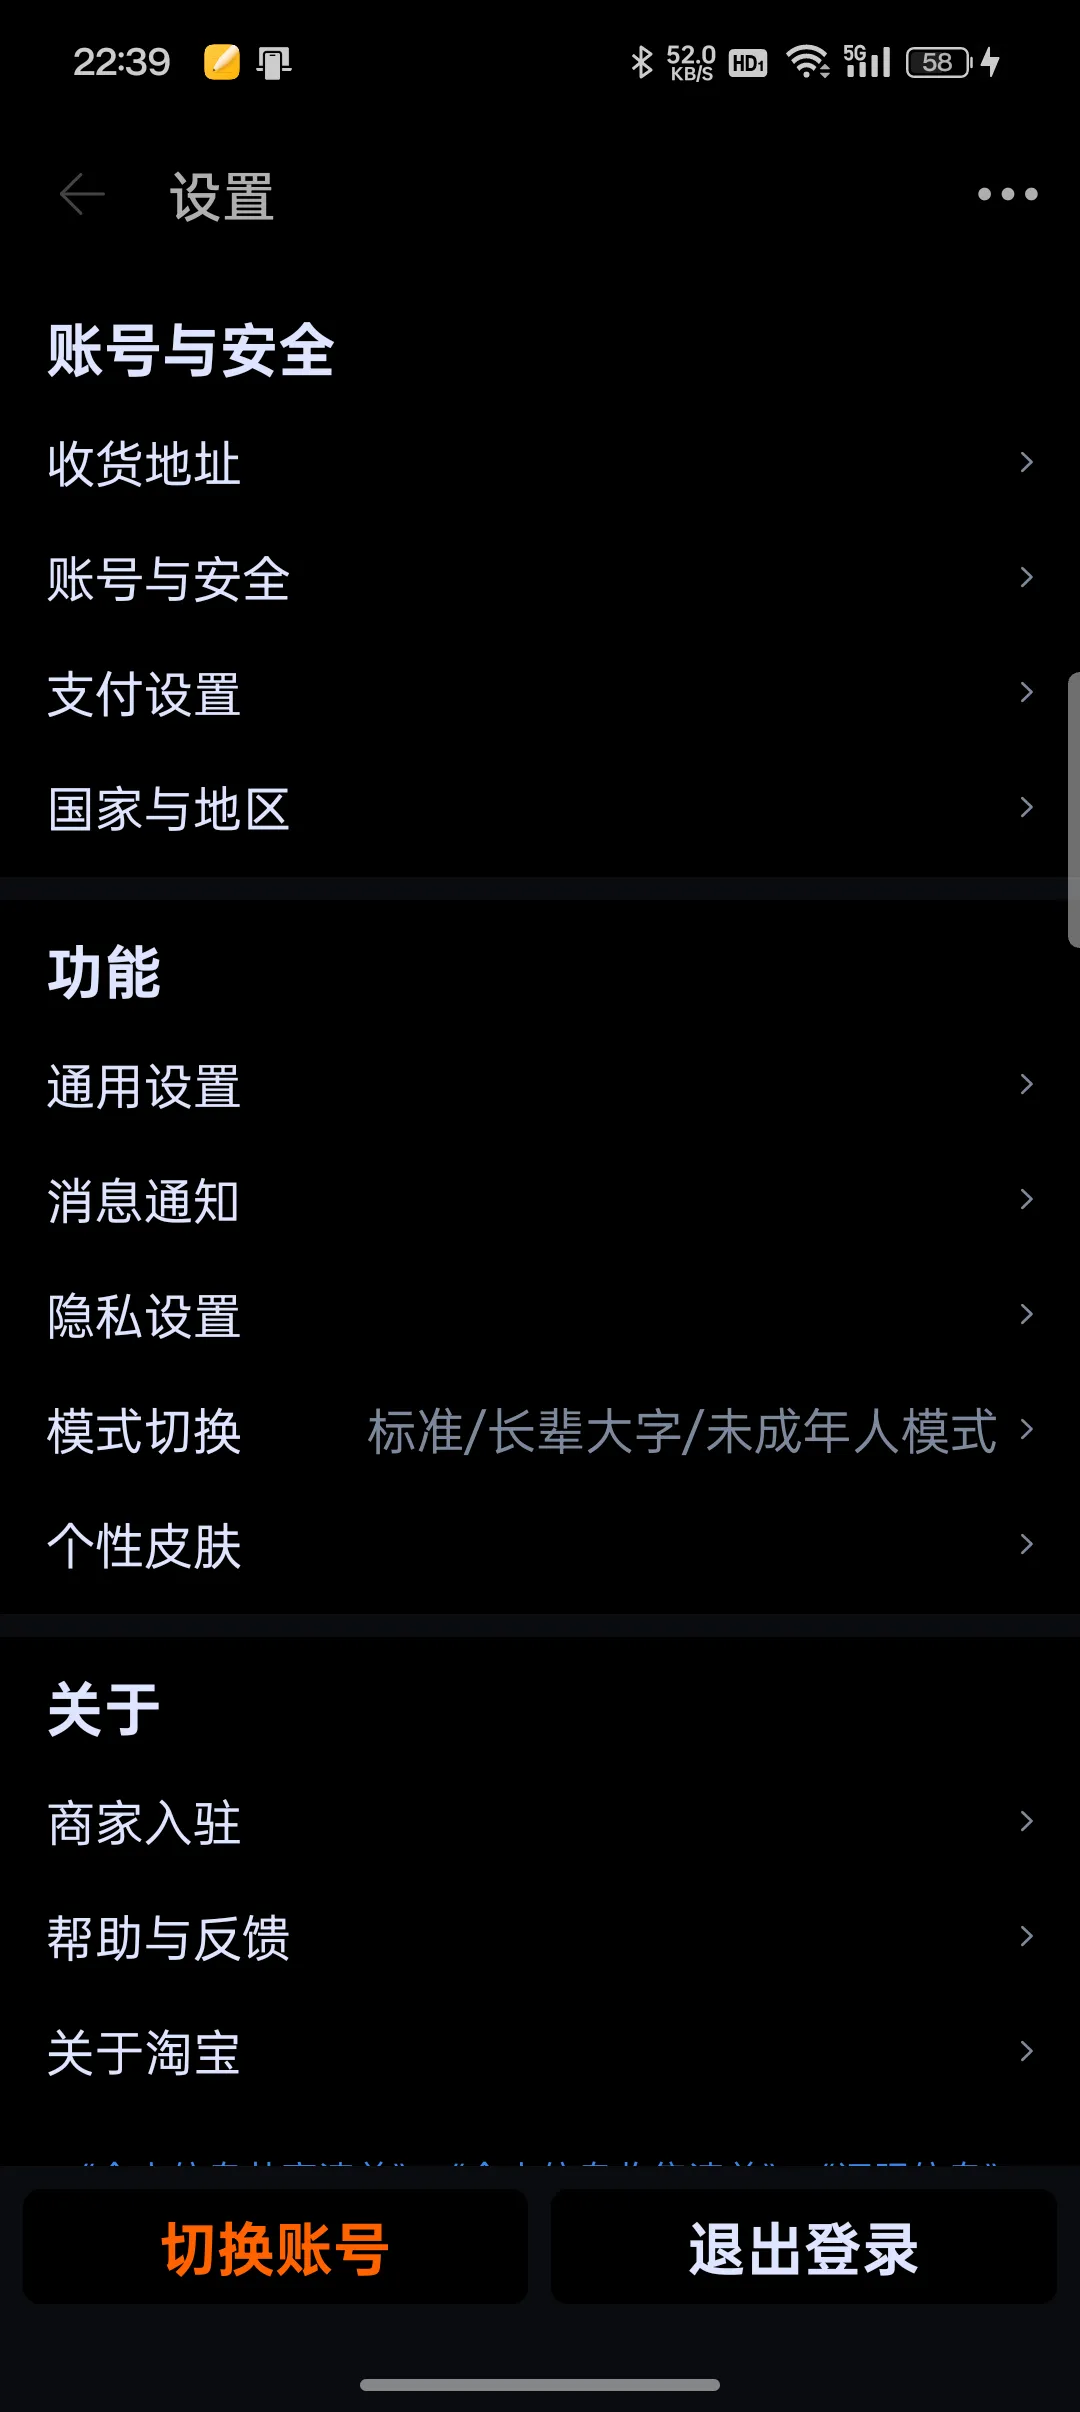 22:39
52.0 KB/S HD1 5G 58
设置
账号与安全
收货地址
账号与安全
支付设置
国家与地区
功能
通用设置
消息通知
隐私设置
模式切换 标准/长辈大字/未成年人模式
个性皮肤
关于
商家入驻
帮助与反馈
关于淘宝
切换账号 退出登录